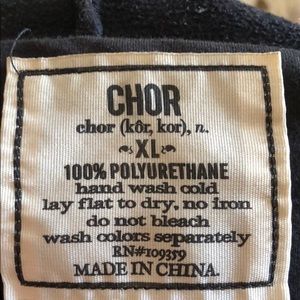 CHOR
chor (kôr, kor), n.
XL
100% POLYURETHANE
hand wash cold
lay flat to dry, no iron
do not bleach
wash colors separately
RN#109359
MADE IN CHINA.